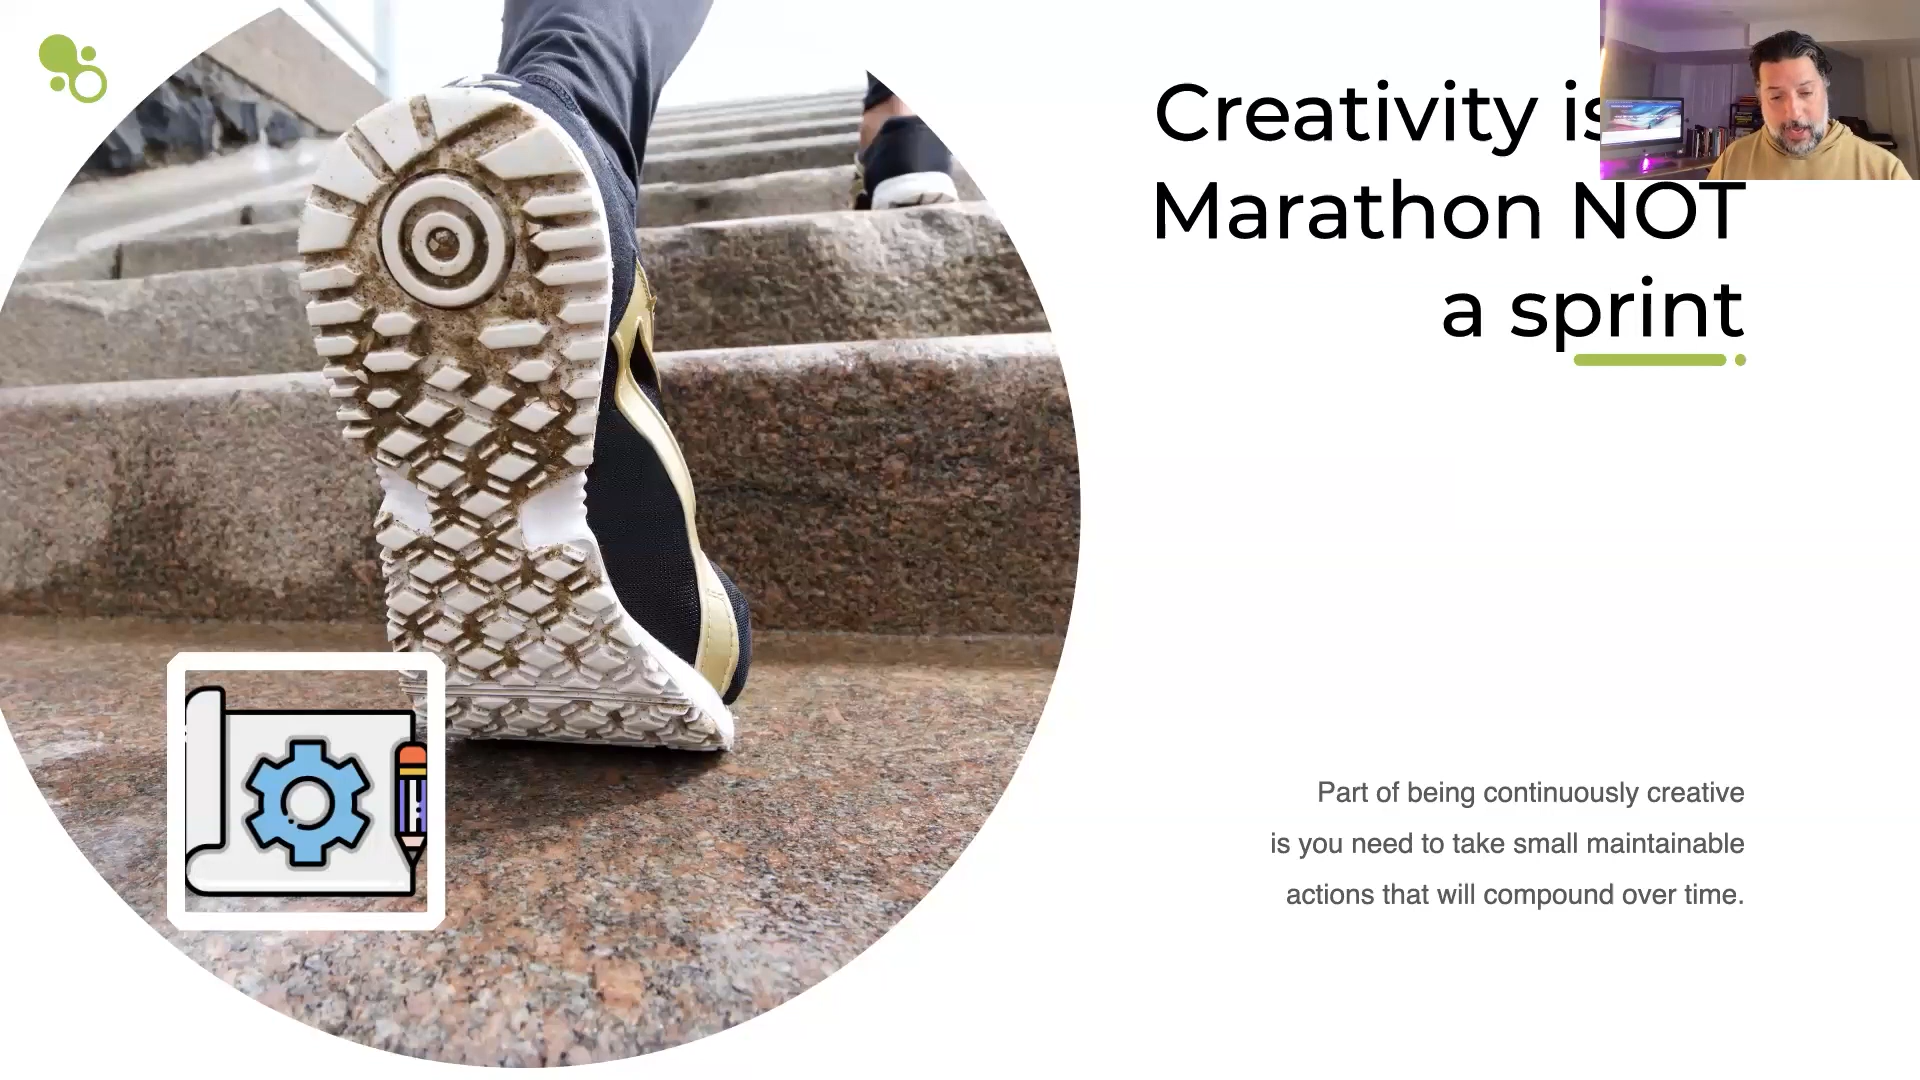 Creativity is
Marathon NOT
a sprint
Part of being continuously creative
is you need to take small maintainable
actions that will compound over time.